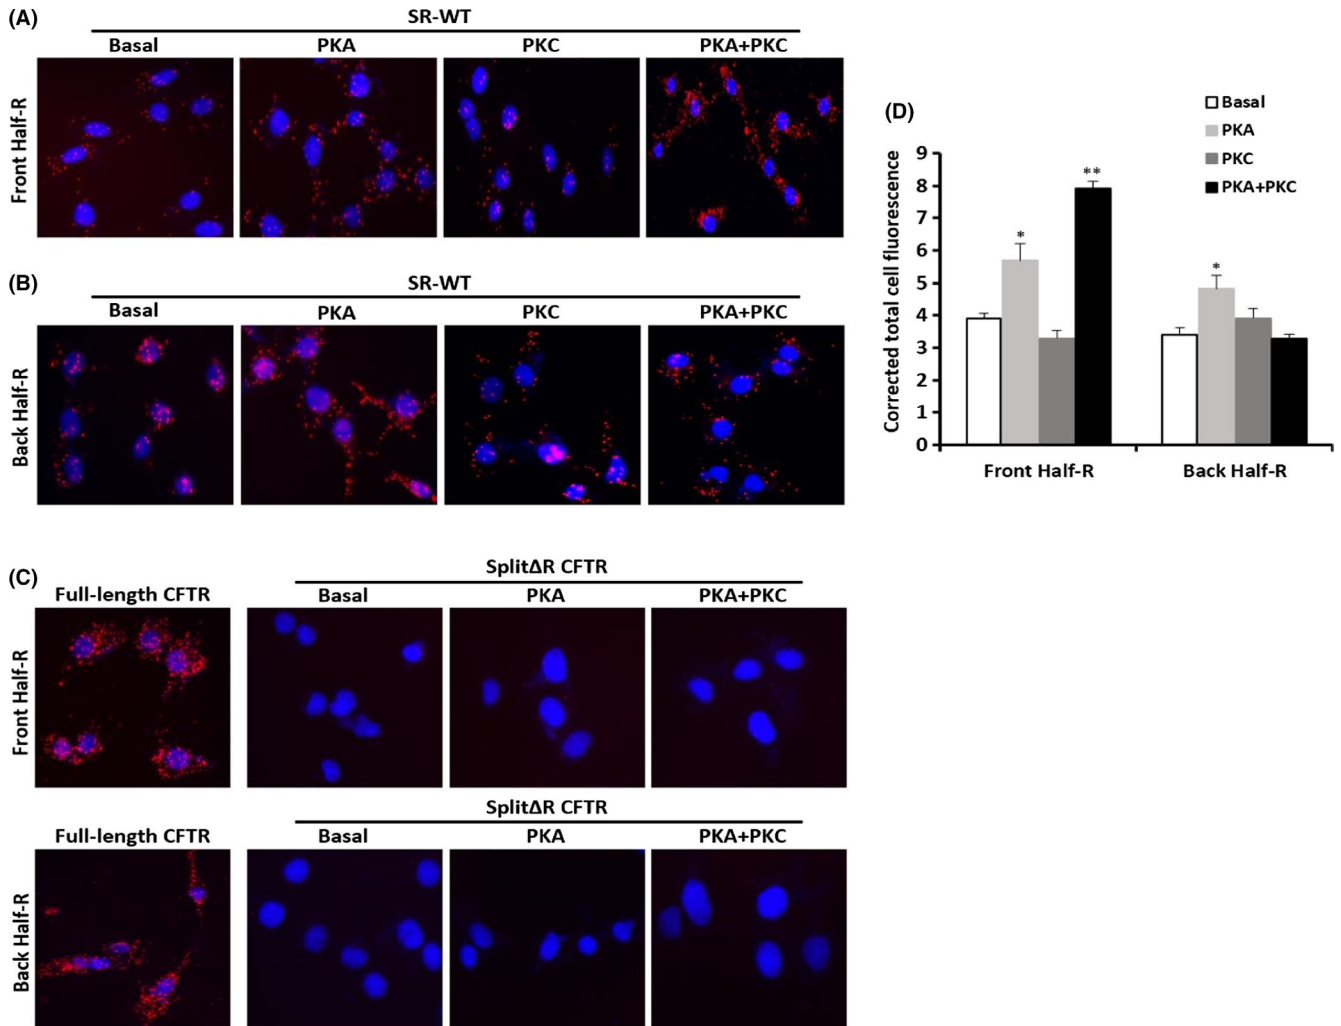 (A)
SR-WT
Basal PKA PKC PKA+PKC
Front Half-R
(B)
SR-WT
Basal PKA PKC PKA+PKC
Back Half-R
(C)
SplitΔR CFTR
Full-length CFTR Basal PKA PKA+PKC
Front Half-R
SplitΔR CFTR
Full-length CFTR Basal PKA PKA+PKC
Back Half-R
(D)
Basal
PKA
PKC
PKA+PKC
Corrected total cell fluorescence
9
8
7
6
5
4
3
2
1
0
*
**
*
Front Half-R Back Half-R